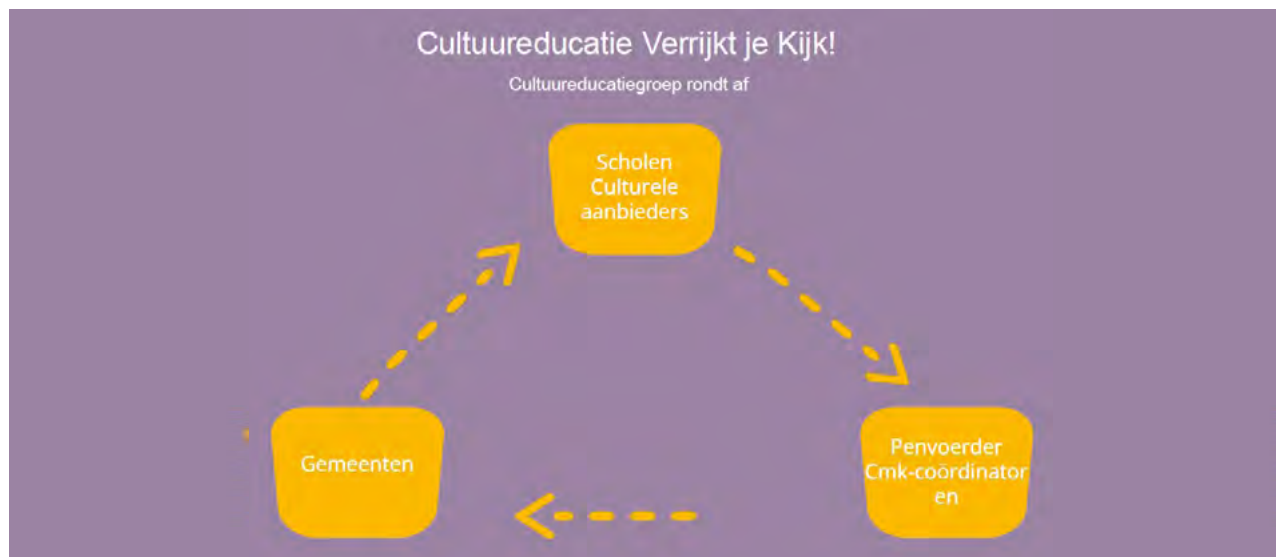 Cultuureducatie Verrijkt je Kijk!
Cultuureducatiegroep rondt af
Scholen
Culturele
aanbieders
Gemeenten
Penvoerder
Cmk-coördinator
en